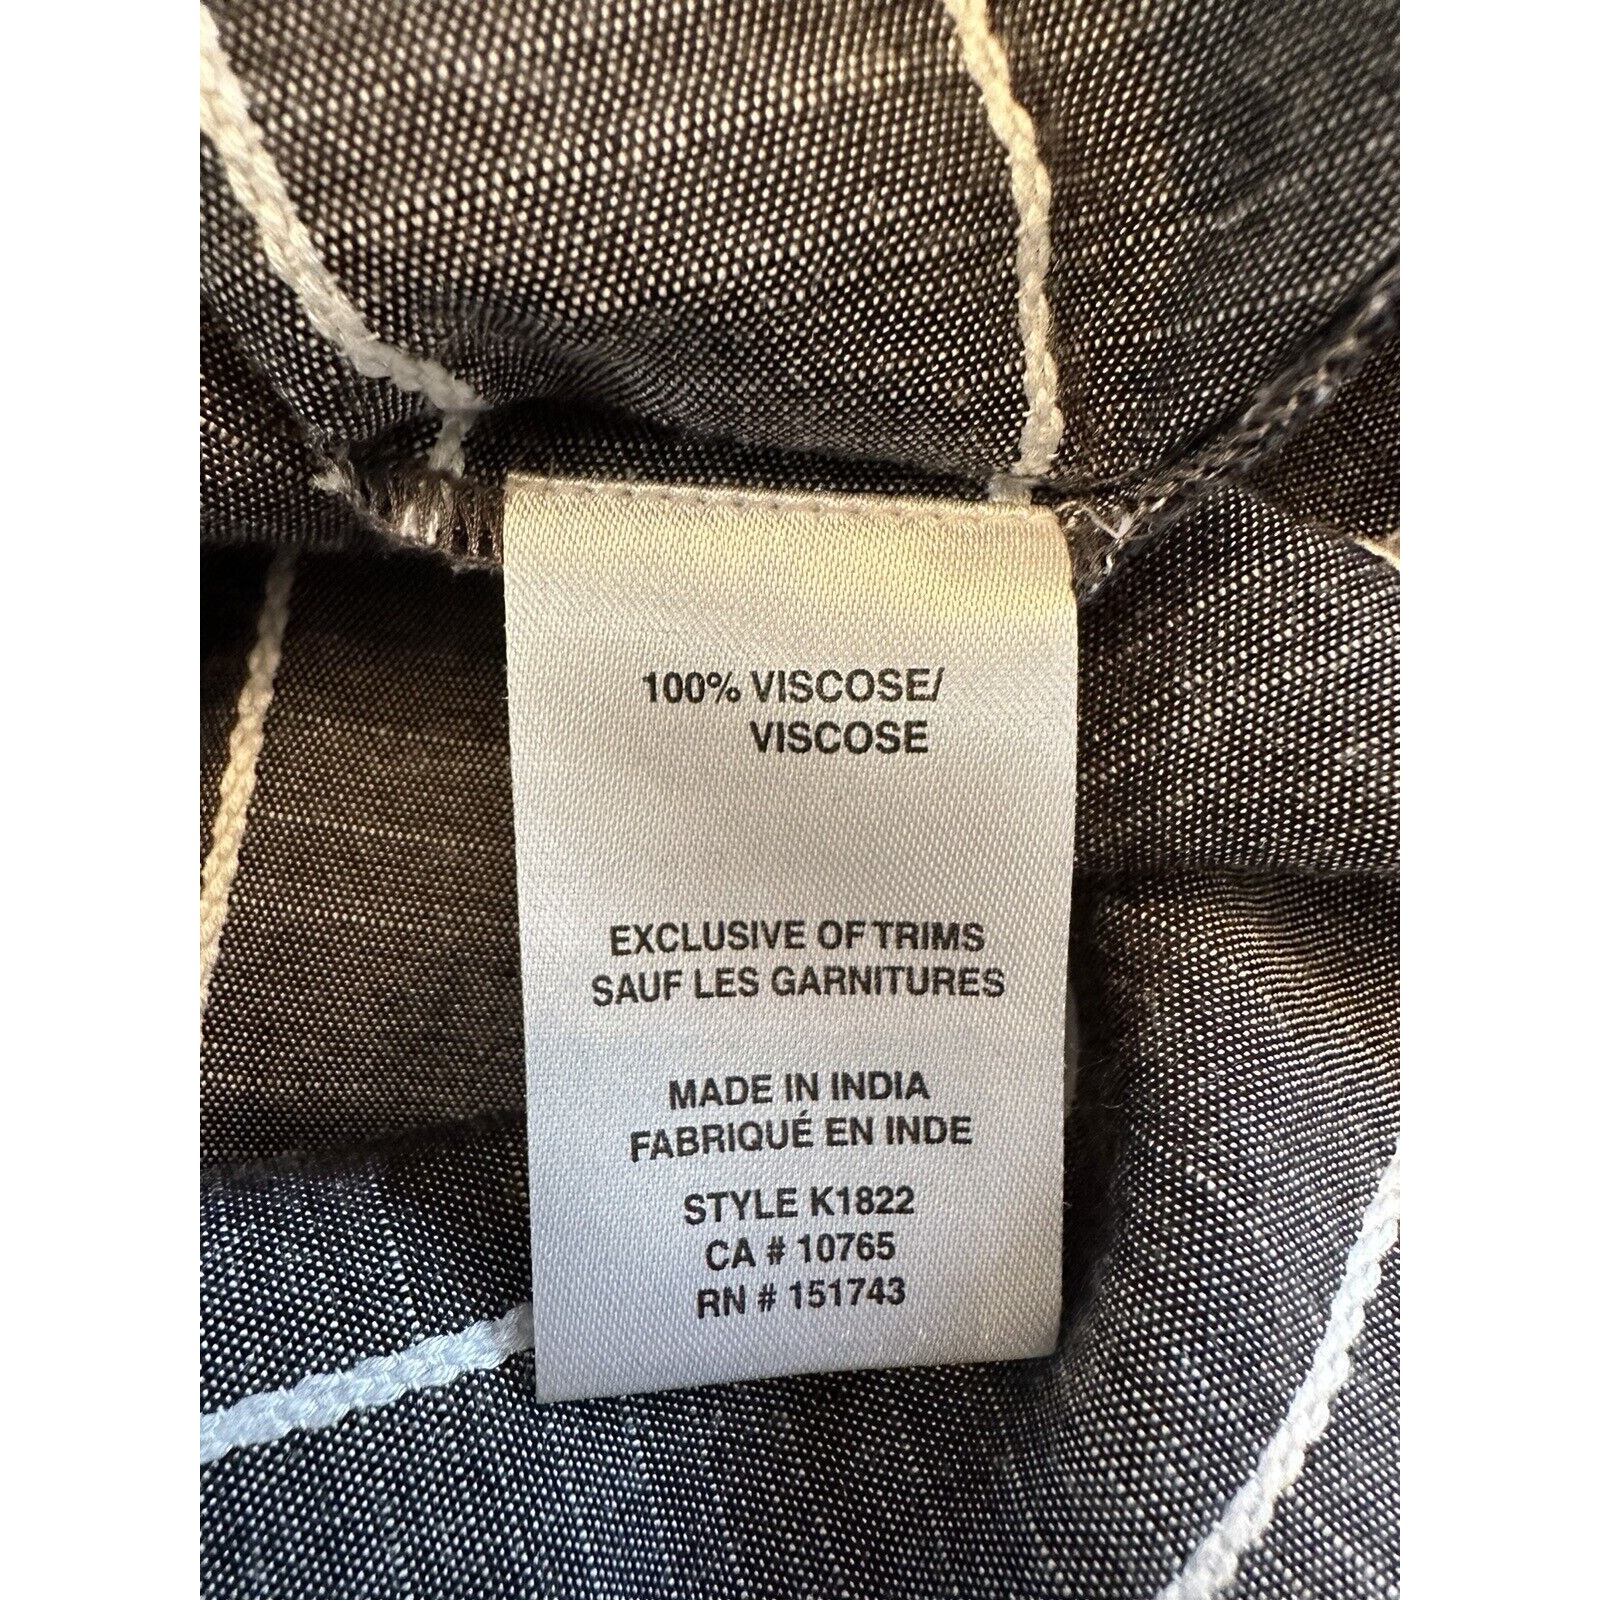 100% VISCOSE/
VISCOSE
EXCLUSIVE OF TRIMS
SAUF LES GARNITURES
MADE IN INDIA
FABRIQUÉ EN INDE
STYLE K1822
CA # 10765
RN # 151743